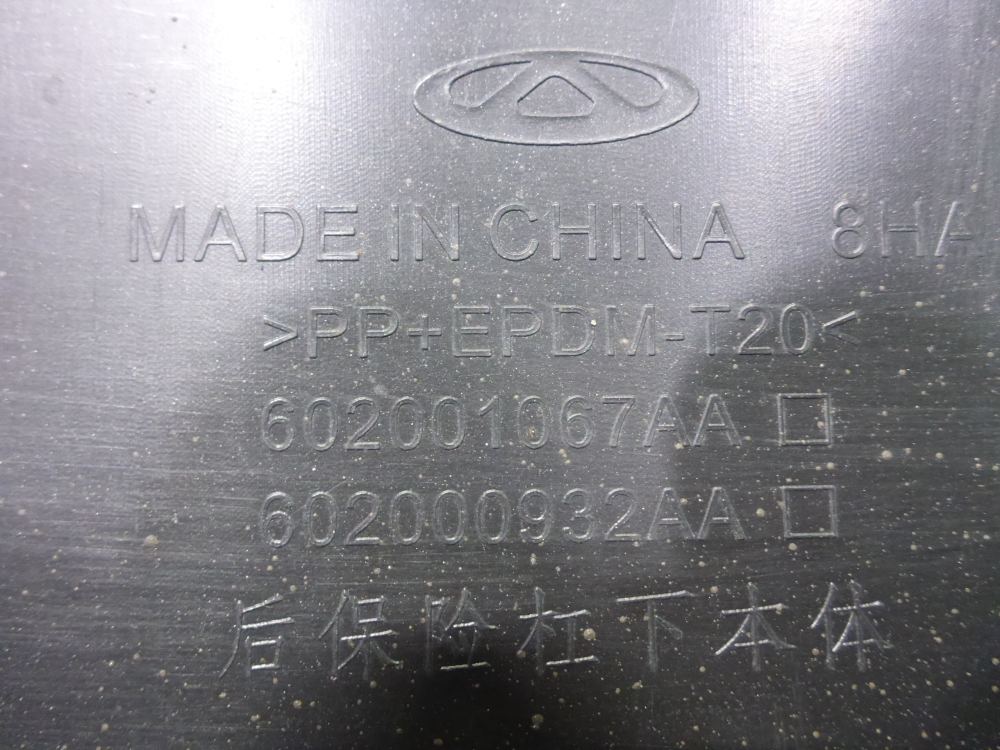 MADE IN CHINA 8HA
>PP+EPDM-T20<
602001067AA □
602000932AA □
后保险杠下本体